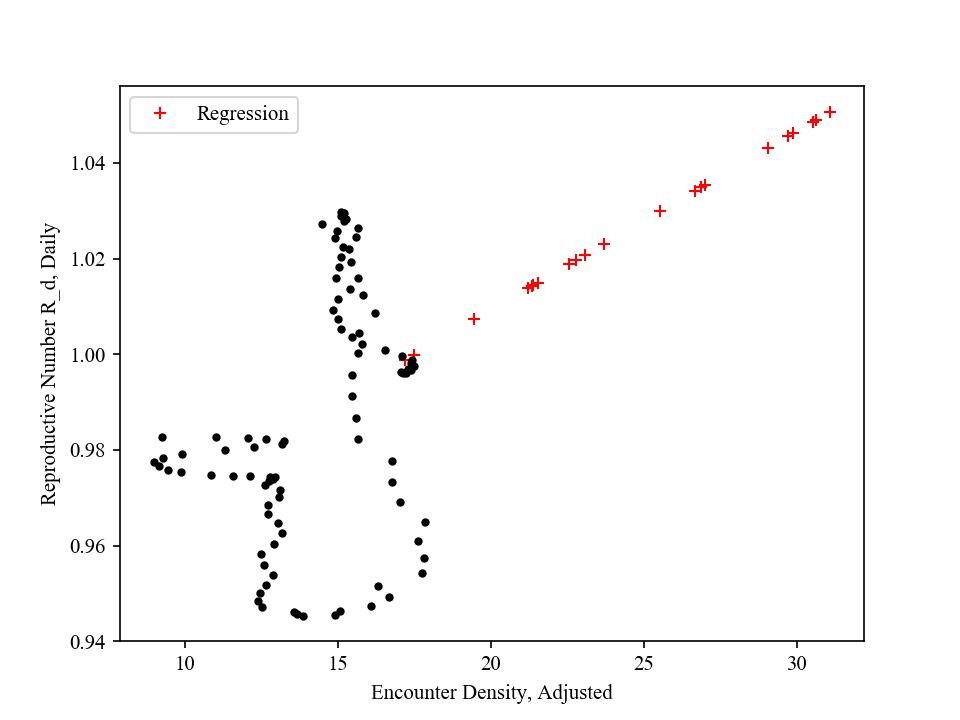 Regression
1.04
1.02
1.00
0.98
0.96
0.94
Reproductive Number R_d, Daily
10 15 20 25 30
Encounter Density, Adjusted